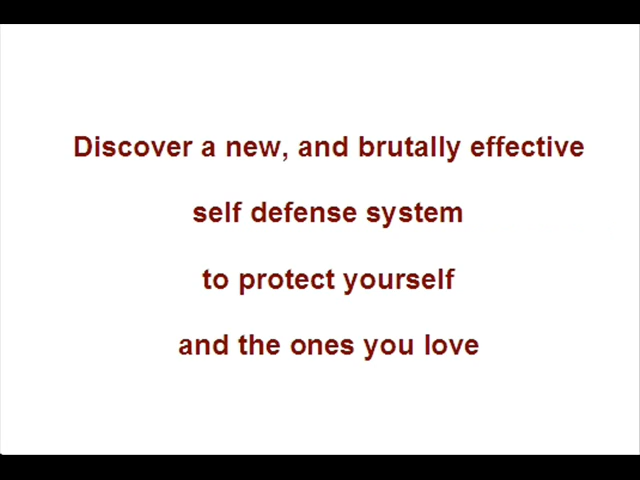 Discover a new, and brutally effective
self defense system
to protect yourself
and the ones you love